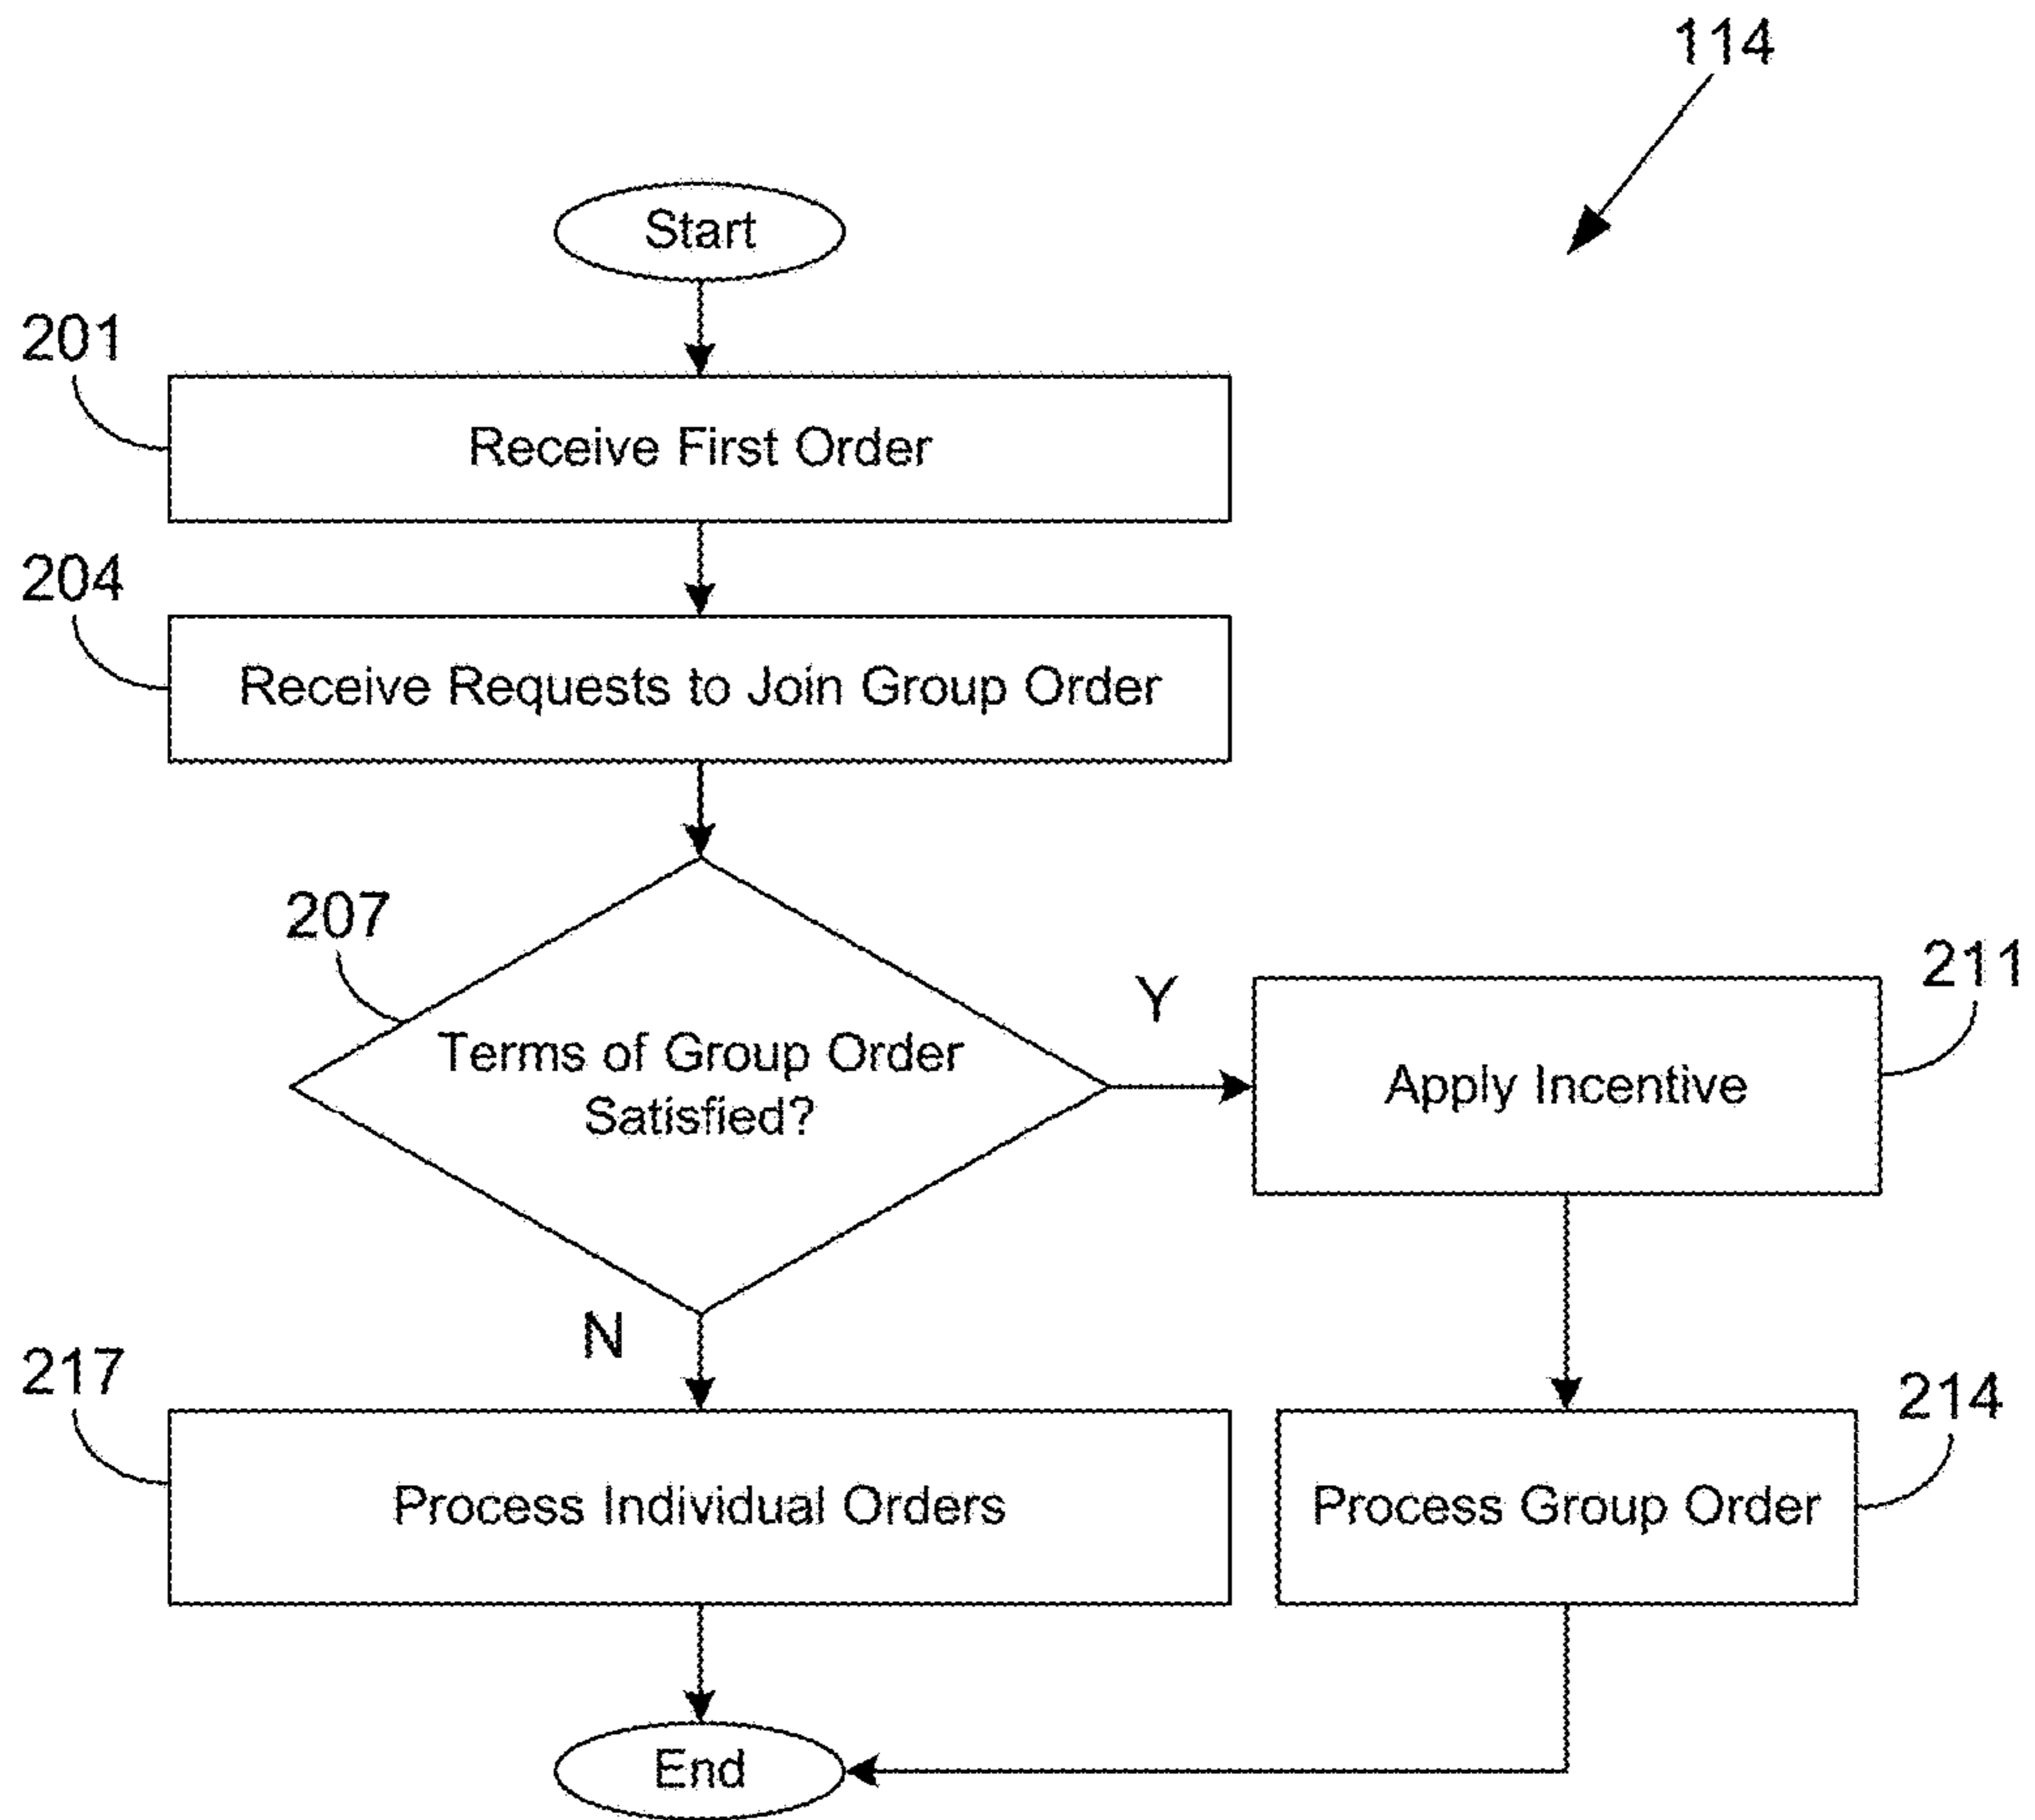 114
Start
201
Receive First Order
204
Receive Requests to Join Group Order
207
Terms of Group Order
Satisfied?
Y
211
Apply Incentive
N
217
Process Individual Orders
214
Process Group Order
End